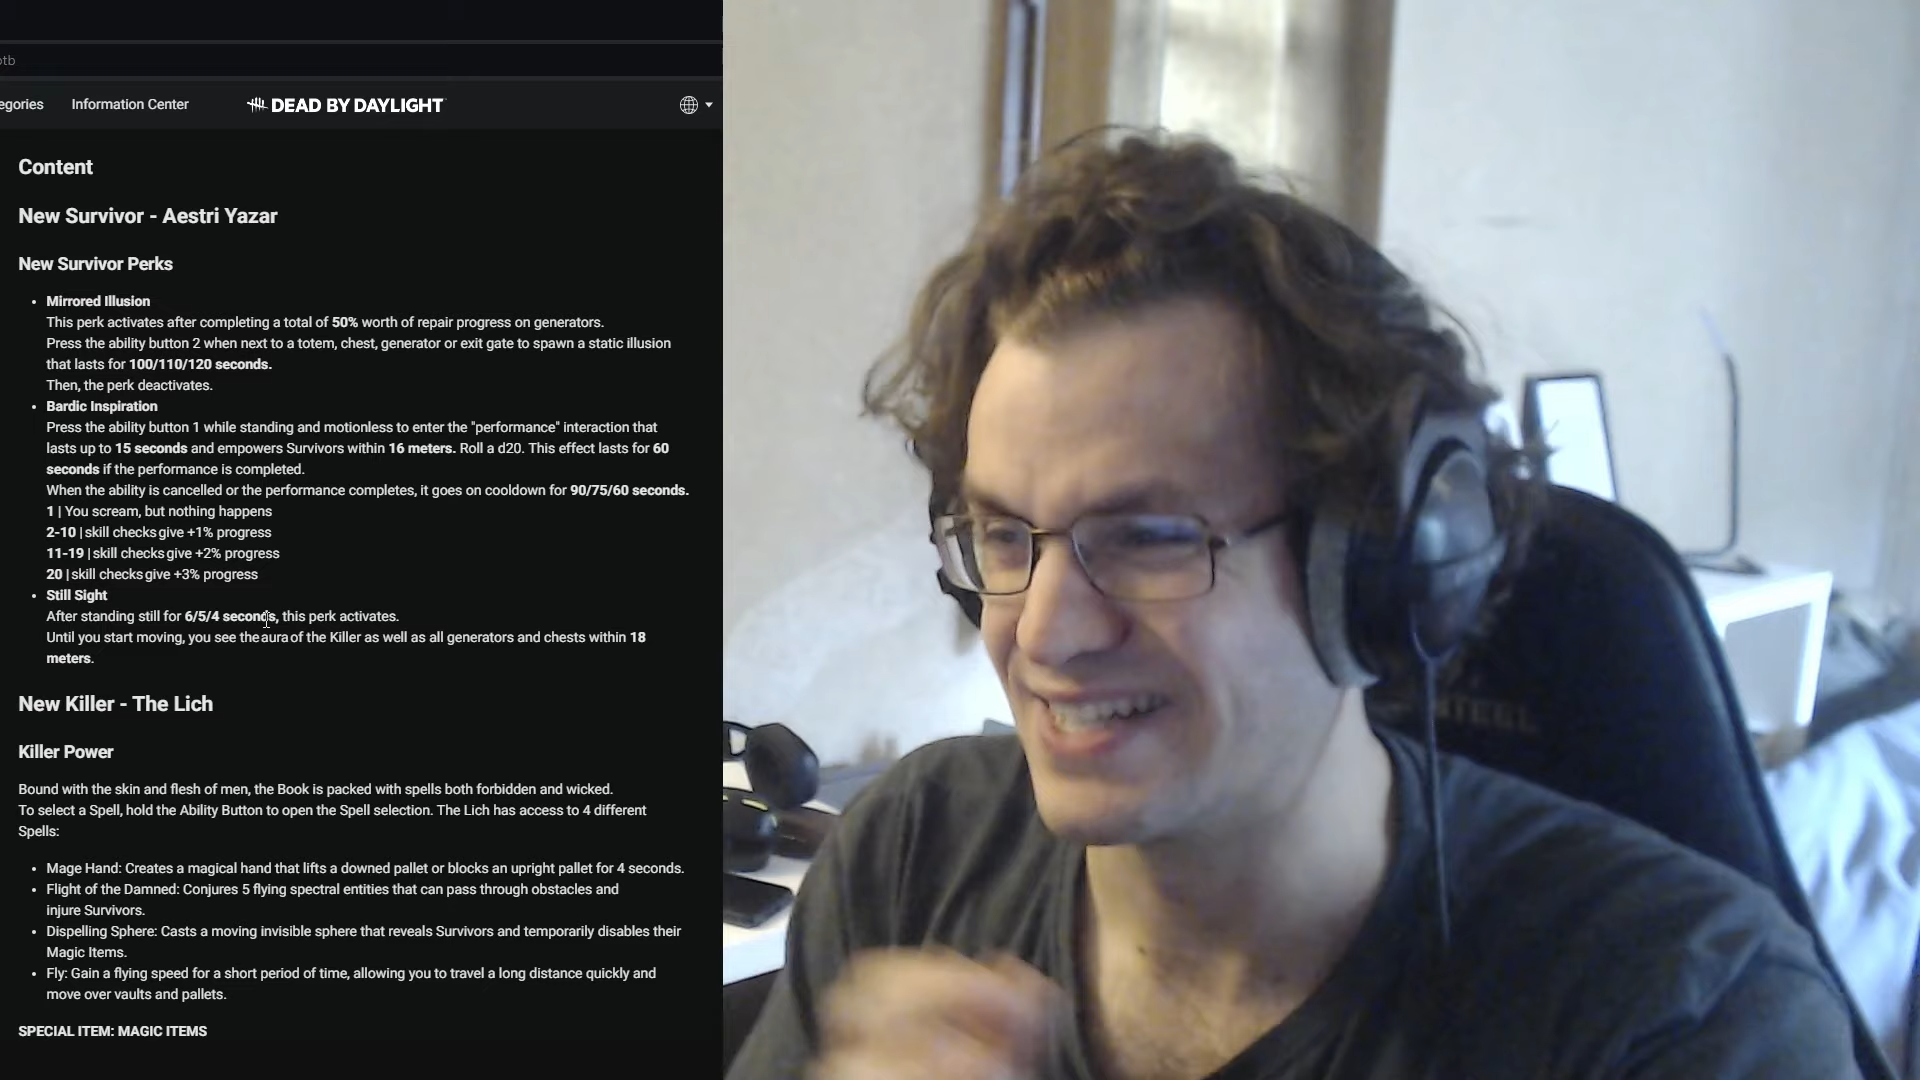 otb
egories
Information Center
DEAD BY DAYLIGHT
Content
New Survivor - Aestri Yazar
New Survivor Perks
• Mirrored Illusion
This perk activates after completing a total of 50% worth of repair progress on generators.
Press the ability button 2 when next to a totem, chest, generator or exit gate to spawn a static illusion
that lasts for 100/110/120 seconds.
Then, the perk deactivates.
• Bardic Inspiration
Press the ability button 1 while standing and motionless to enter the "performance" interaction that
lasts up to 15 seconds and empowers Survivors within 16 meters. Roll a d20. This effect lasts for 60
seconds if the performance is completed.
When the ability is cancelled or the performance completes, it goes on cooldown for 90/75/60 seconds.
1 | You scream, but nothing happens
2-10 | skill checks give +1% progress
11-19 | skill checks give +2% progress
20 | skill checks give +3% progress
• Still Sight
After standing still for 6/5/4 seconds, this perk activates.
Until you start moving, you see the aura of the Killer as well as all generators and chests within 18
meters.
New Killer - The Lich
Killer Power
Bound with the skin and flesh of men, the Book is packed with spells both forbidden and wicked.
To select a Spell, hold the Ability Button to open the Spell selection. The Lich has access to 4 different
Spells:
• Mage Hand: Creates a magical hand that lifts a downed pallet or blocks an upright pallet for 4 seconds.
• Flight of the Damned: Conjures 5 flying spectral entities that can pass through obstacles and
injure Survivors.
• Dispelling Sphere: Casts a moving invisible sphere that reveals Survivors and temporarily disables their
Magic Items.
• Fly: Gain a flying speed for a short period of time, allowing you to travel a long distance quickly and
move over vaults and pallets.
SPECIAL ITEM: MAGIC ITEMS